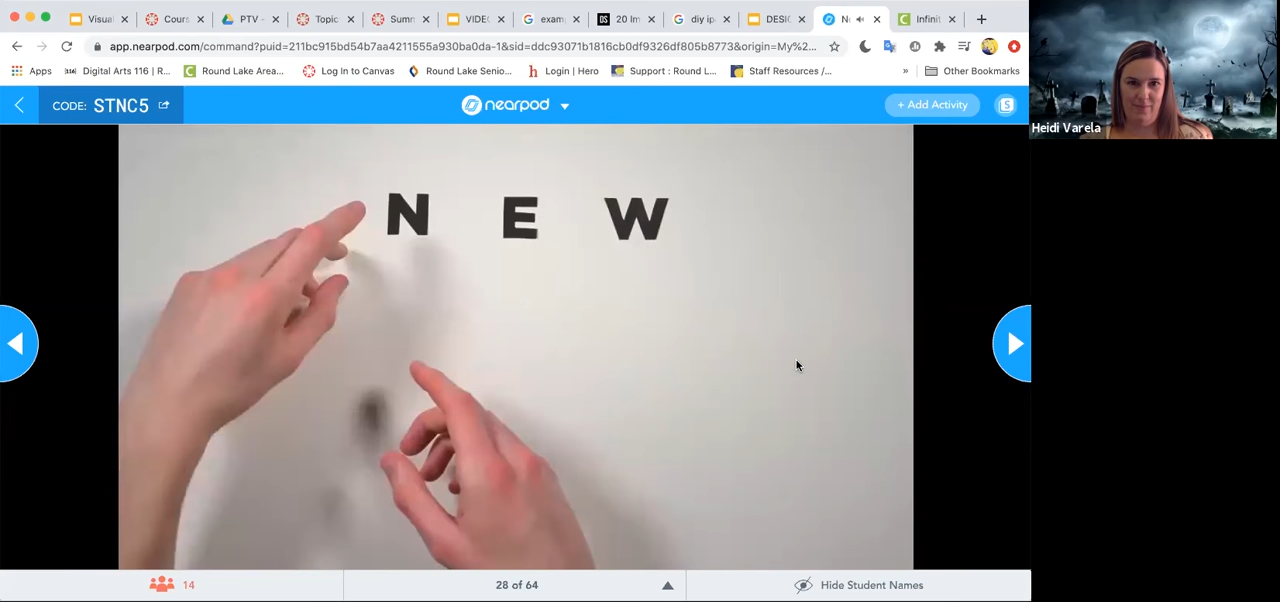 Visual Cours PTV - Topic Sumn VIDEC exam 20 Im diy ip DESIC Ne Infinit
app.nearpod.com/command?puid=211bc915bd54b7aa4211555a930ba0da-1&sid=ddc93071b1816cb0df9326df805b8773&origin=My%2...
Apps Digital Arts 116 | R... Round Lake Area... Log In to Canvas Round Lake Senio... Login | Hero Support : Round L... Staff Resources /... » Other Bookmarks
CODE: STNC5 nearpod + Add Activity S
Heidi Varela
N E W
14 28 of 64 Hide Student Names